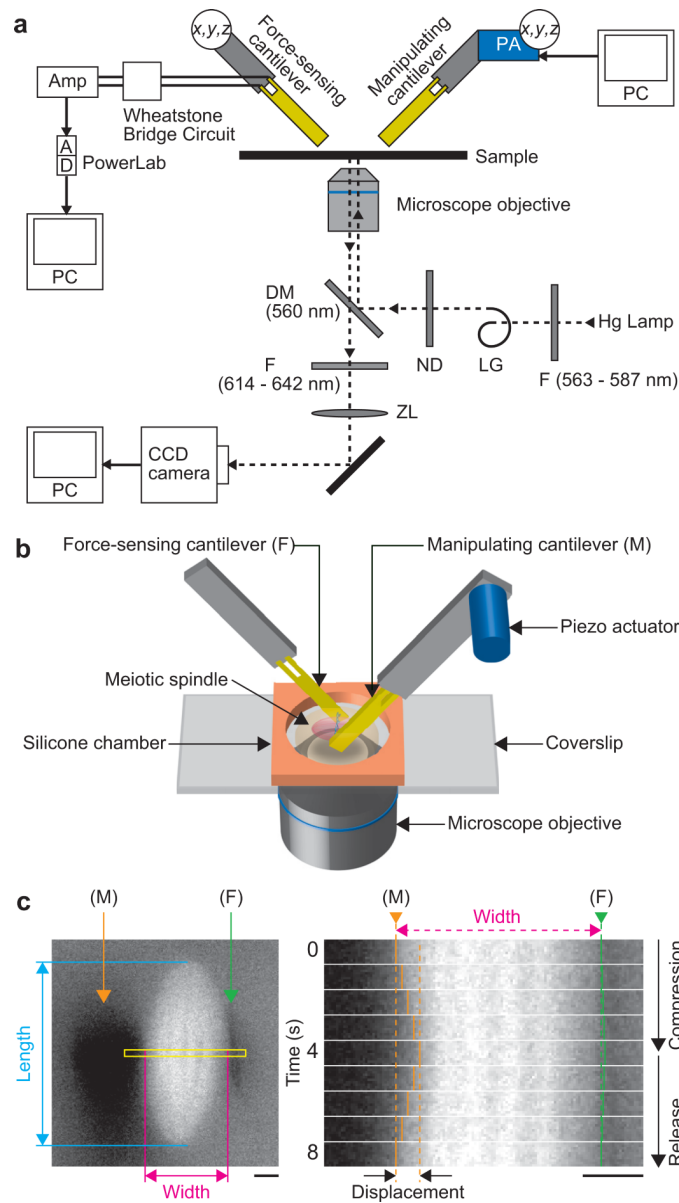 a
x,y,z
Force-sensing
cantilever
Manipulating
cantilever
PA
x,y,z
PC
Amp
Wheatstone
Bridge Circuit
A
D
PowerLab
PC
Sample
Microscope objective
DM
(560 nm)
ND
LG
Hg Lamp
F (563 - 587 nm)
F
(614 - 642 nm)
ZL
CCD
camera
PC
b
Force-sensing cantilever (F)
Manipulating cantilever (M)
Piezo actuator
Meiotic spindle
Silicone chamber
Coverslip
Microscope objective
c
(M)
(F)
Length
Width
(M)
(F)
Width
0
4
8
Time (s)
Compression
Release
Displacement